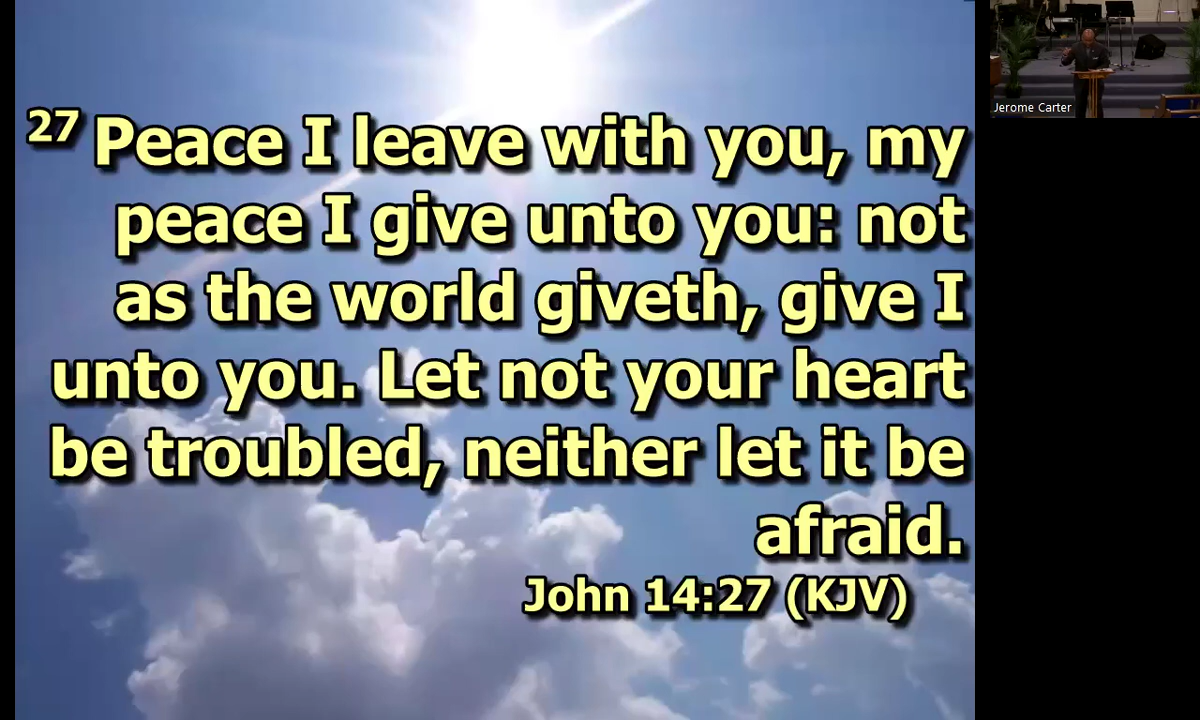 27 Peace I leave with you, my
peace I give unto you: not
as the world giveth, give I
unto you. Let not your heart
be troubled, neither let it be
afraid.
John 14:27 (KJV)
Jerome Carter